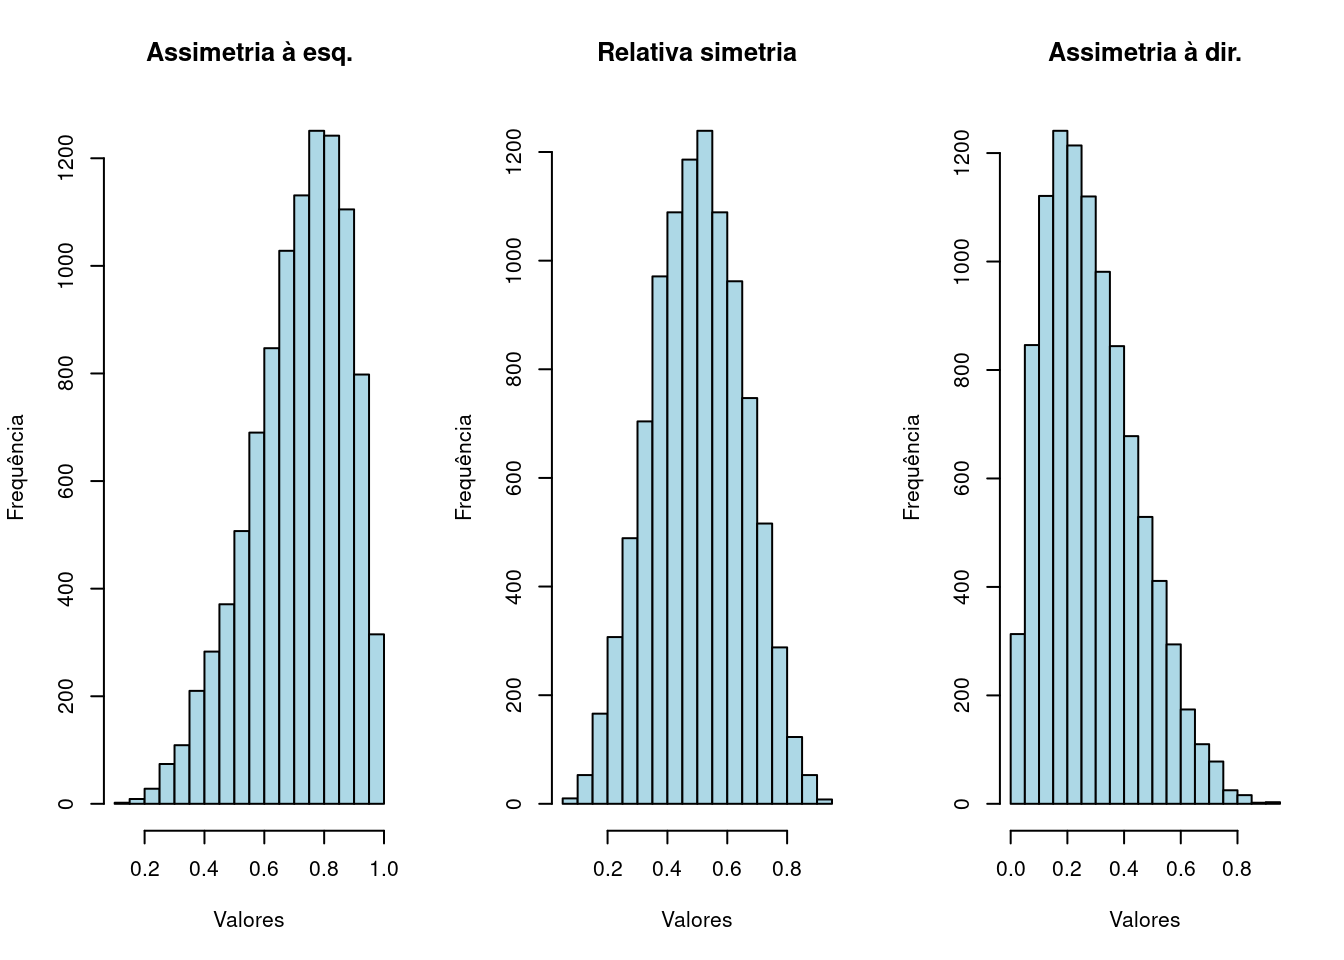 Assimetria à esq.
Frequência
0
200
400
600
800
1000
1200
0.2 0.4 0.6 0.8 1.0
Valores
Relativa simetria
Frequência
0
200
400
600
800
1000
1200
0.2 0.4 0.6 0.8
Valores
Assimetria à dir.
Frequência
0
200
400
600
800
1000
1200
0.0 0.2 0.4 0.6 0.8
Valores